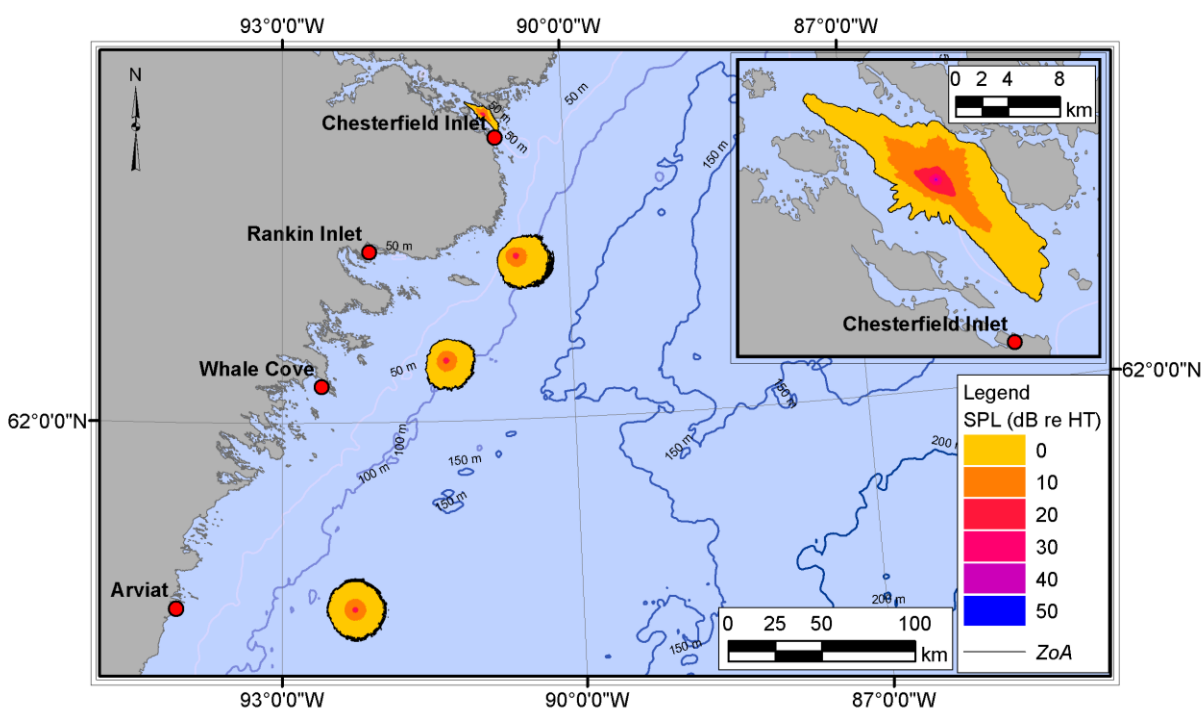 93°0'0"W
90°0'0"W
87°0'0"W
N
0 2 4 8
km
50 m
50 m
50 m
Chesterfield Inlet
150 m
Rankin Inlet
50 m
Chesterfield Inlet
Whale Cove
50 m
62°0'0"N
150 m
62°0'0"N
Legend
SPL (dB re HT)
0
10
20
30
40
50
ZoA
100 m
150 m
150 m
200 m
100 m
150 m
Arviat
200 m
0 25 50 100
km
150 m
93°0'0"W
90°0'0"W
87°0'0"W